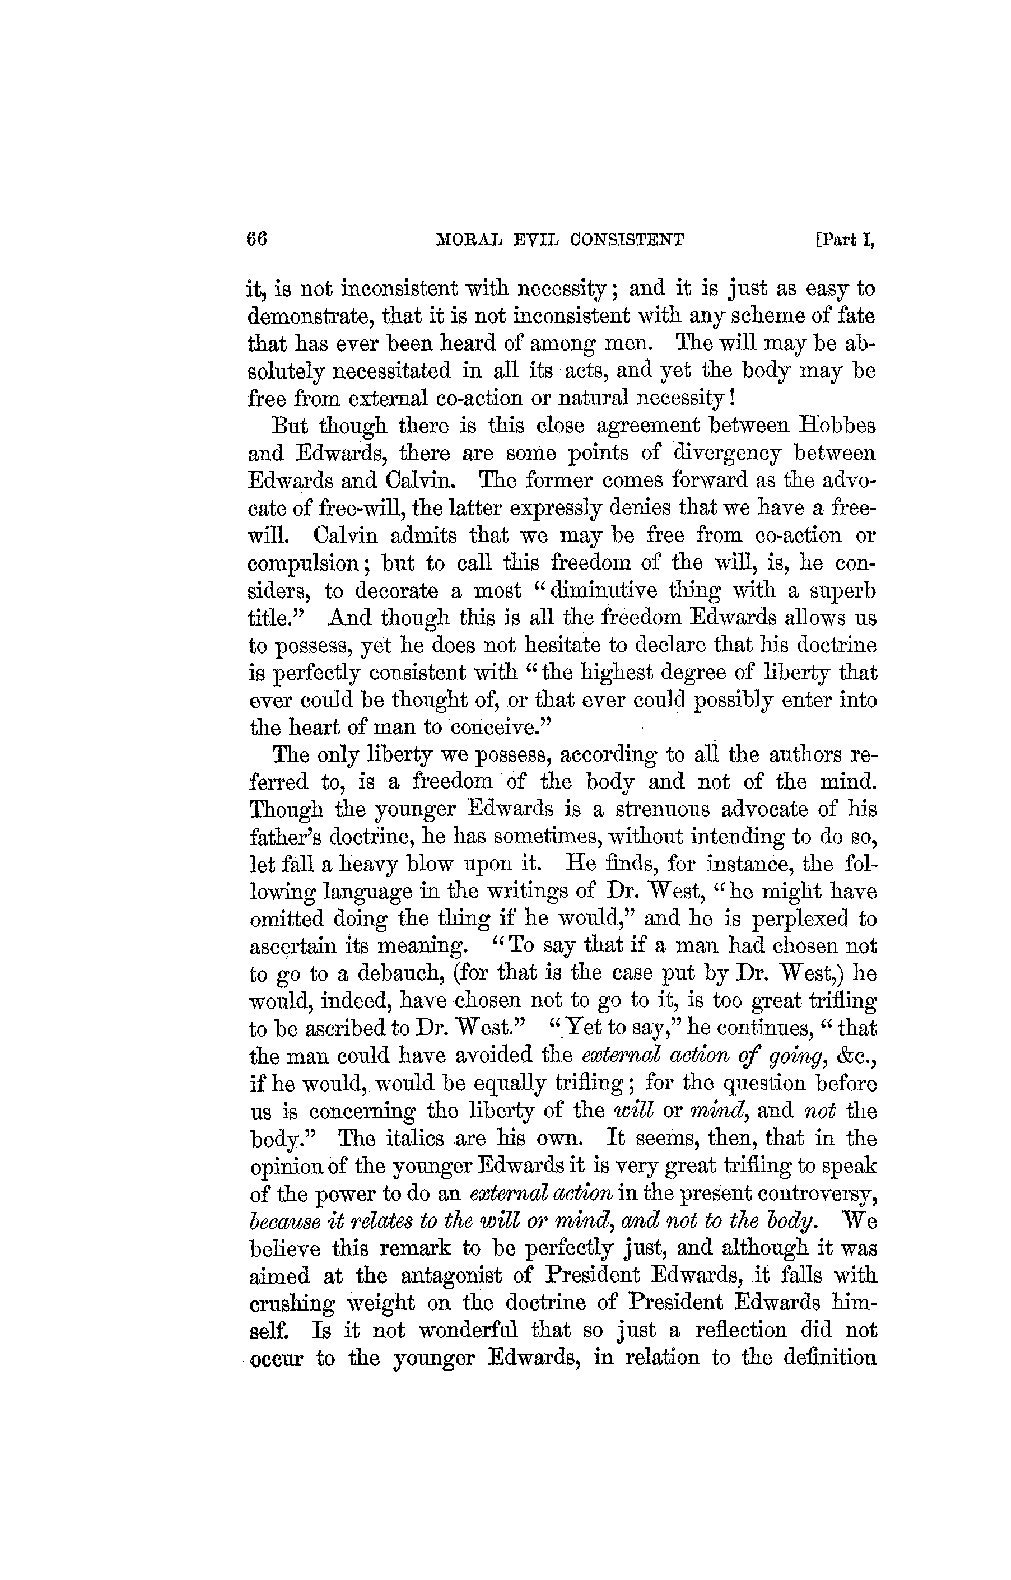 66 MORAL EVIL CONSISTENT [Part I,
it, is not inconsistent with necessity; and it is just as easy to
demonstrate, that it is not inconsistent with any scheme of fate
that has ever been heard of among men. The will may be ab-
solutely necessitated in all its acts, and yet the body may be
free from external co-action or natural necessity!
But though there is this close agreement between Hobbes
and Edwards, there are some points of divergency between
Edwards and Calvin. The former comes forward as the advo-
cate of free-will, the latter expressly denies that we have a free-
will. Calvin admits that we may be free from co-action or
compulsion; but to call this freedom of the will, is, he con-
siders, to decorate a most “diminutive thing with a superb
title.” And though this is all the freedom Edwards allows us
to possess, yet he does not hesitate to declare that his doctrine
is perfectly consistent with “the highest degree of liberty that
ever could be thought of, or that ever could possibly enter into
the heart of man to conceive.”
The only liberty we possess, according to all the authors re-
ferred to, is a freedom of the body and not of the mind.
Though the younger Edwards is a strenuous advocate of his
father’s doctrine, he has sometimes, without intending to do so,
let fall a heavy blow upon it. He finds, for instance, the fol-
lowing language in the writings of Dr. West, “he might have
omitted doing the thing if he would,” and he is perplexed to
ascertain its meaning. “To say that if a man had chosen not
to go to a debauch, (for that is the case put by Dr. West,) he
would, indeed, have chosen not to go to it, is too great trifling
to be ascribed to Dr. West.” “Yet to say,” he continues, “that
the man could have avoided the external action of going, &c.,
if he would, would be equally trifling; for the question before
us is concerning the liberty of the will or mind, and not the
body.” The italics are his own. It seems, then, that in the
opinion of the younger Edwards it is very great trifling to speak
of the power to do an external action in the present controversy,
because it relates to the will or mind, and not to the body. We
believe this remark to be perfectly just, and although it was
aimed at the antagonist of President Edwards, it falls with
crushing weight on the doctrine of President Edwards him-
self. Is it not wonderful that so just a reflection did not
occur to the younger Edwards, in relation to the definition